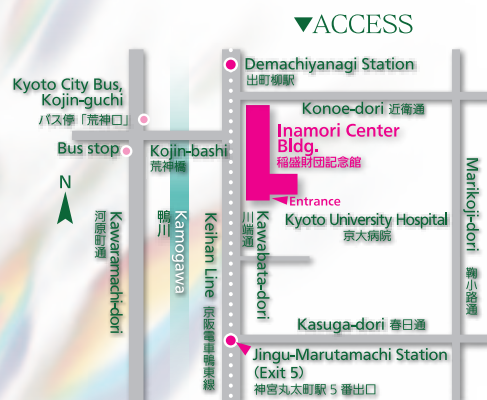 ▼ACCESS
Demachiyanagi Station
出町柳駅
Kyoto City Bus,
Kojin-guchi
バス停「荒神口」
Konoe-dori 近衛通
Inamori Center
Bldg.
稲盛財団記念館
Bus stop
Kojin-bashi
荒神橋
N
Entrance
Kyoto University Hospital
京大病院
Marikoji-dori 鞠小路通
Kawaramachi-dori
河原町通
Kamogawa
鴨川
Keihan Line 京阪電車鴨東線
Kawabata-dori
川端通
Kasuga-dori 春日通
Jingu-Marutamachi Station
(Exit 5)
神宮丸太町駅 5 番出口